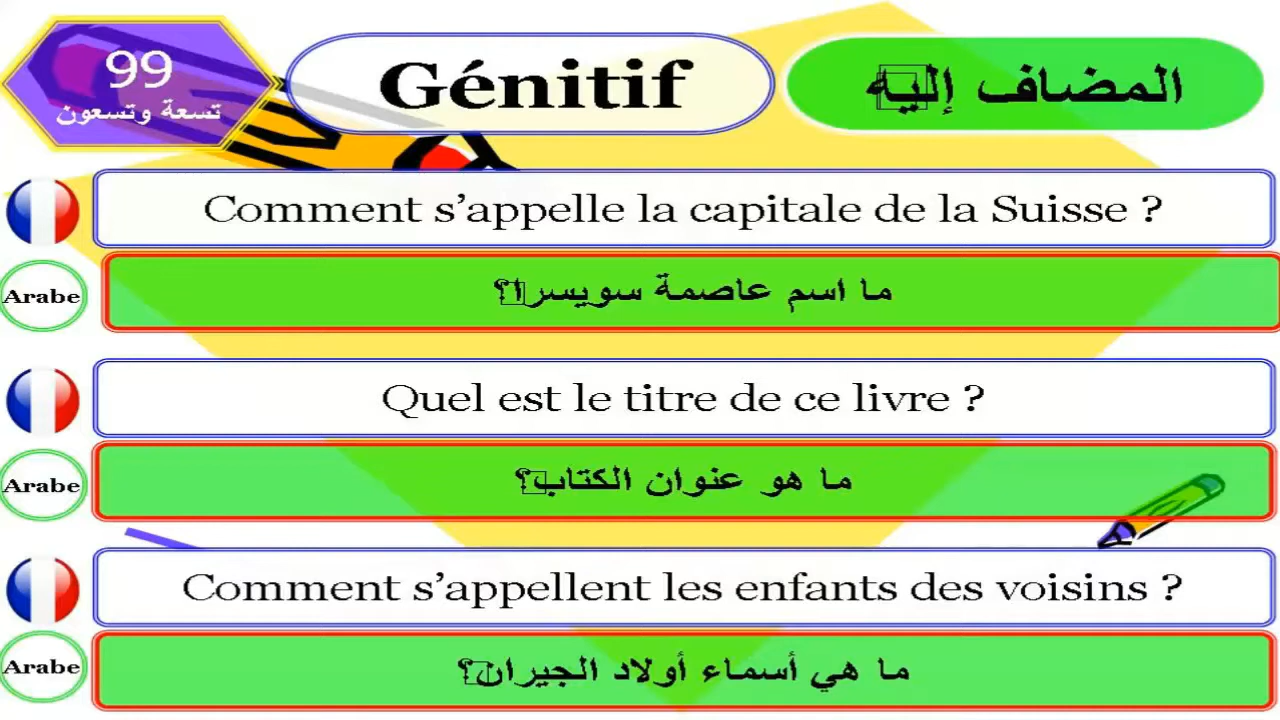 99
تسعة وتسعون
Génitif
المضاف إليه
Comment s’appelle la capitale de la Suisse ?
Arabe
ما اسم عاصمة سويسرا؟
Quel est le titre de ce livre ?
Arabe
ما هو عنوان الكتاب؟
Comment s’appellent les enfants des voisins ?
Arabe
ما هي أسماء أولاد الجيران؟